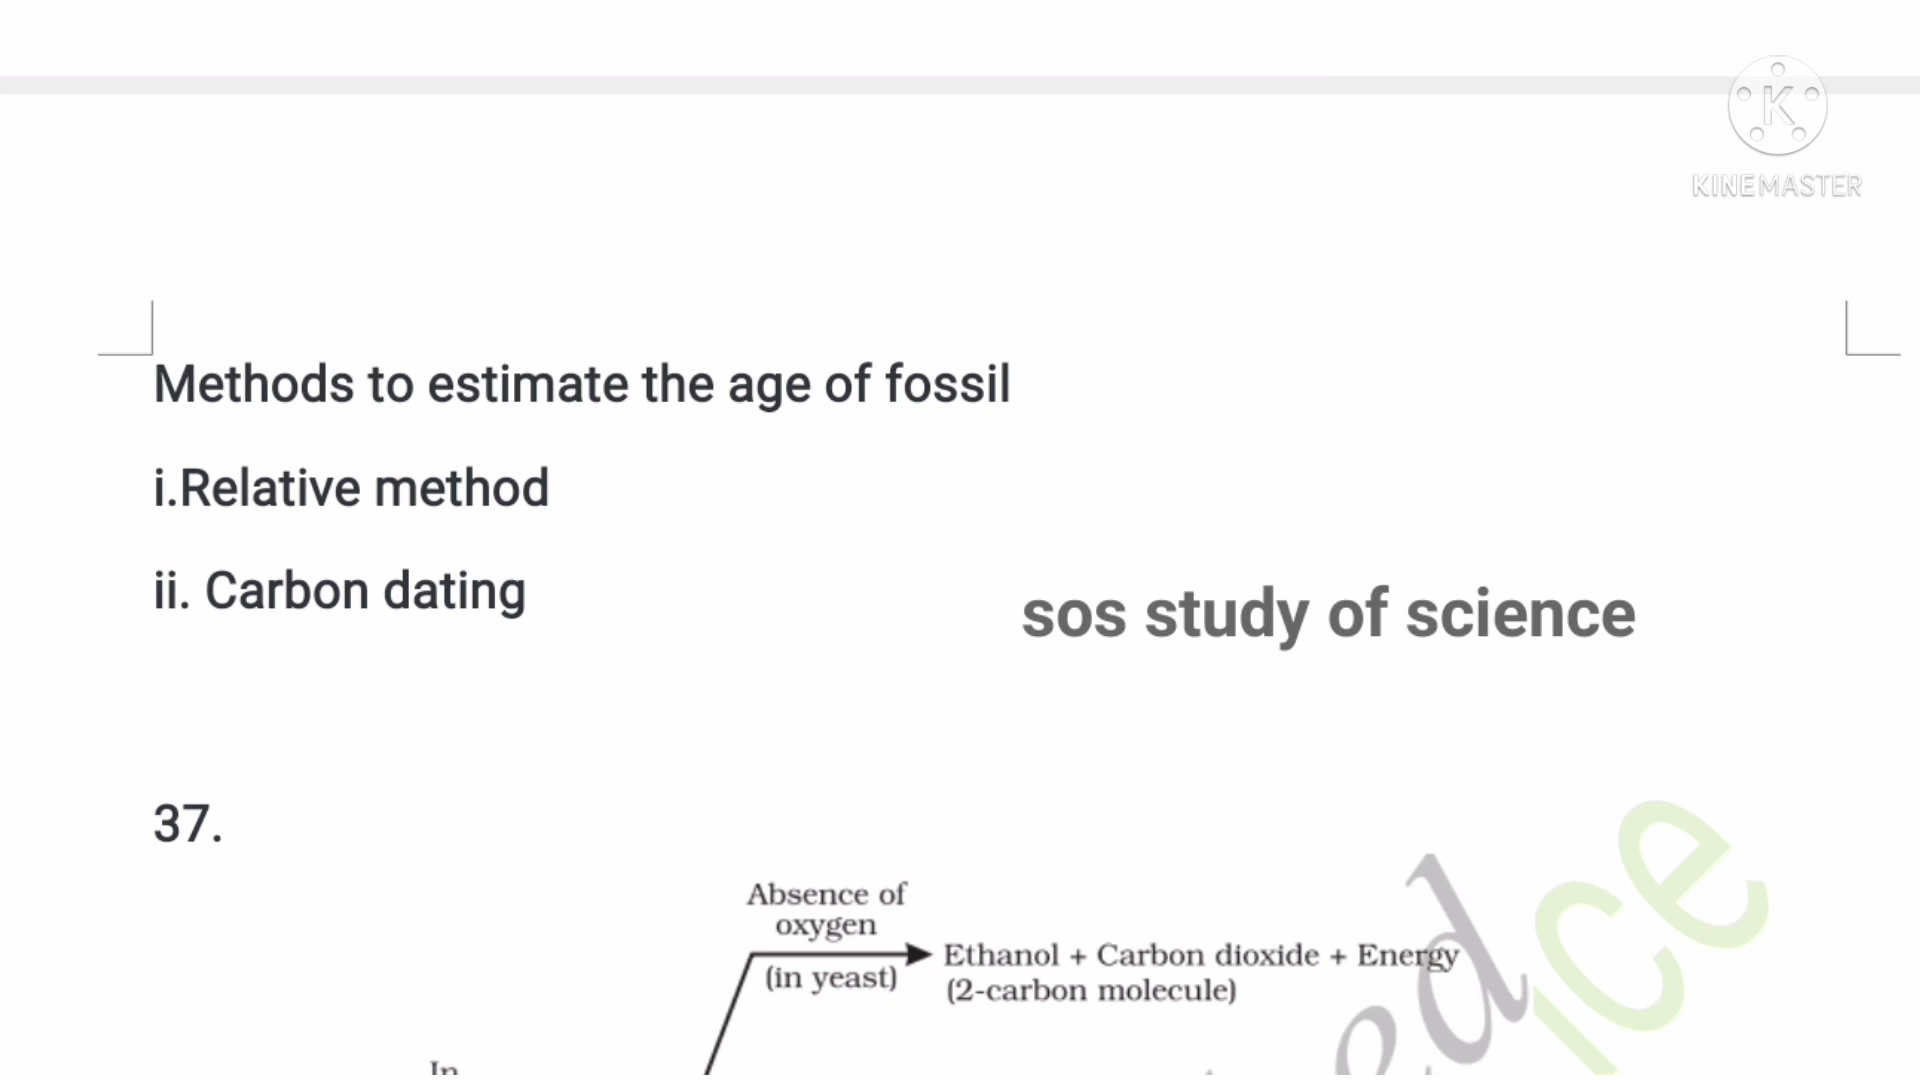 K
KINEMASTER
Methods to estimate the age of fossil
i.Relative method
ii. Carbon dating
sos study of science
37.
Absence of
oxygen
Ethanol + Carbon dioxide + Energy
(in yeast)
(2-carbon molecule)
In